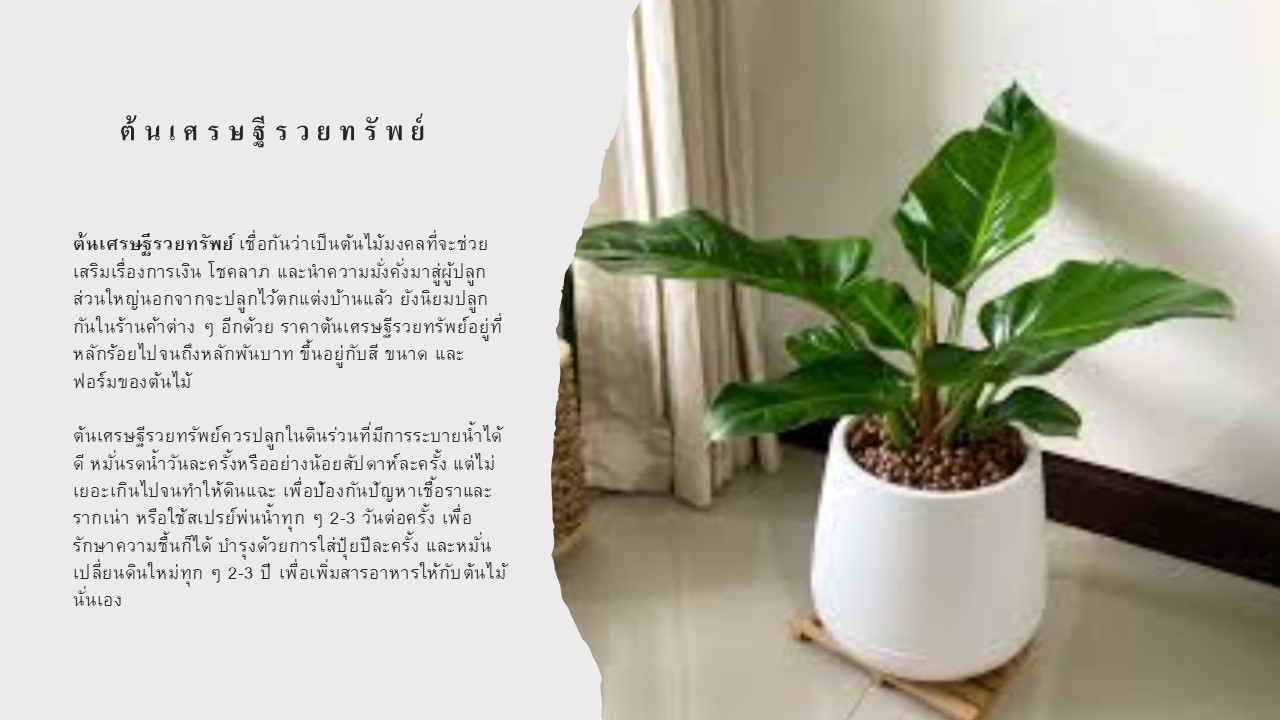 ต้นเศรษฐีรวยทรัพย์
ต้นเศรษฐีรวยทรัพย์ เชื่อกันว่าเป็นต้นไม้มงคลที่จะช่วย
เสริมเรื่องการเงิน โชคลาภ และนำความมั่งคั่งมาสู่ผู้ปลูก
ส่วนใหญ่นอกจากจะปลูกไว้ตกแต่งบ้านแล้ว ยังนิยมปลูก
กันในร้านค้าต่าง ๆ อีกด้วย ราคาต้นเศรษฐีรวยทรัพย์อยู่ที่
หลักร้อยไปจนถึงหลักพันบาท ขึ้นอยู่กับสี ขนาด และ
ฟอร์มของต้นไม้
ต้นเศรษฐีรวยทรัพย์ควรปลูกในดินร่วนที่มีการระบายน้ำได้
ดี หมั่นรดน้ำวันละครั้งหรืออย่างน้อยสัปดาห์ละครั้ง แต่ไม่
เยอะเกินไปจนทำให้ดินแฉะ เพื่อป้องกันปัญหาเชื้อราและ
รากเน่า หรือใช้สเปรย์พ่นน้ำทุก ๆ 2-3 วันต่อครั้ง เพื่อ
รักษาความชื้นก็ได้ บำรุงด้วยการใส่ปุ๋ยปีละครั้ง และหมั่น
เปลี่ยนดินใหม่ทุก ๆ 2-3 ปี เพื่อเพิ่มสารอาหารให้กับต้นไม้
นั่นเอง